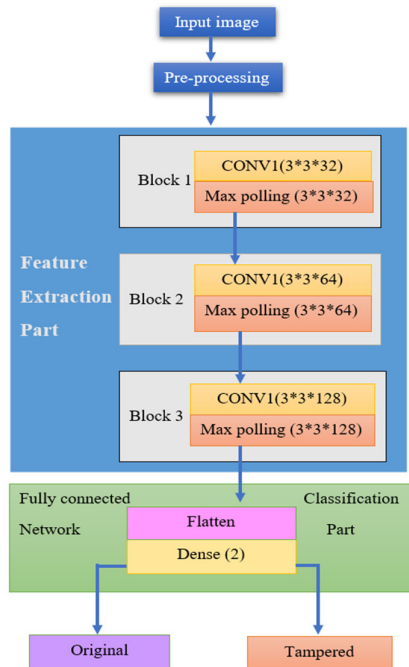 Input image
Pre-processing
Feature
Extraction
Part
Block 1
CONV1(3*3*32)
Max polling (3*3*32)
Block 2
CONV1(3*3*64)
Max polling (3*3*64)
Block 3
CONV1(3*3*128)
Max polling (3*3*128)
Fully connected
Network
Classification
Part
Flatten
Dense (2)
Original
Tampered